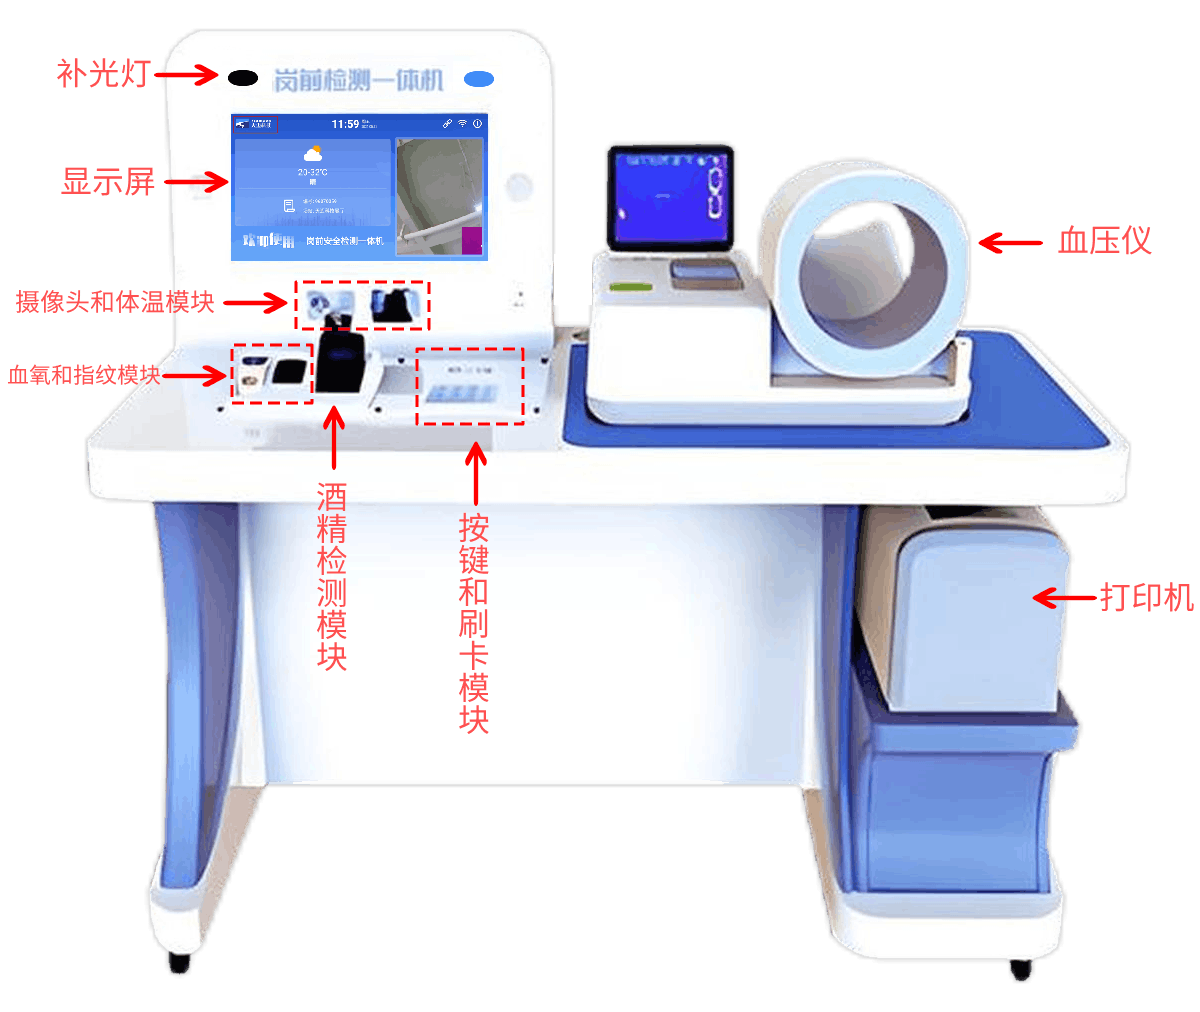 补光灯
岗前检测一体机
11:59
显示屏
20-32℃
晴
岗前安全检测一体机
血压仪
摄像头和体温模块
血氧和指纹模块
酒精检测模块
按键和刷卡模块
打印机